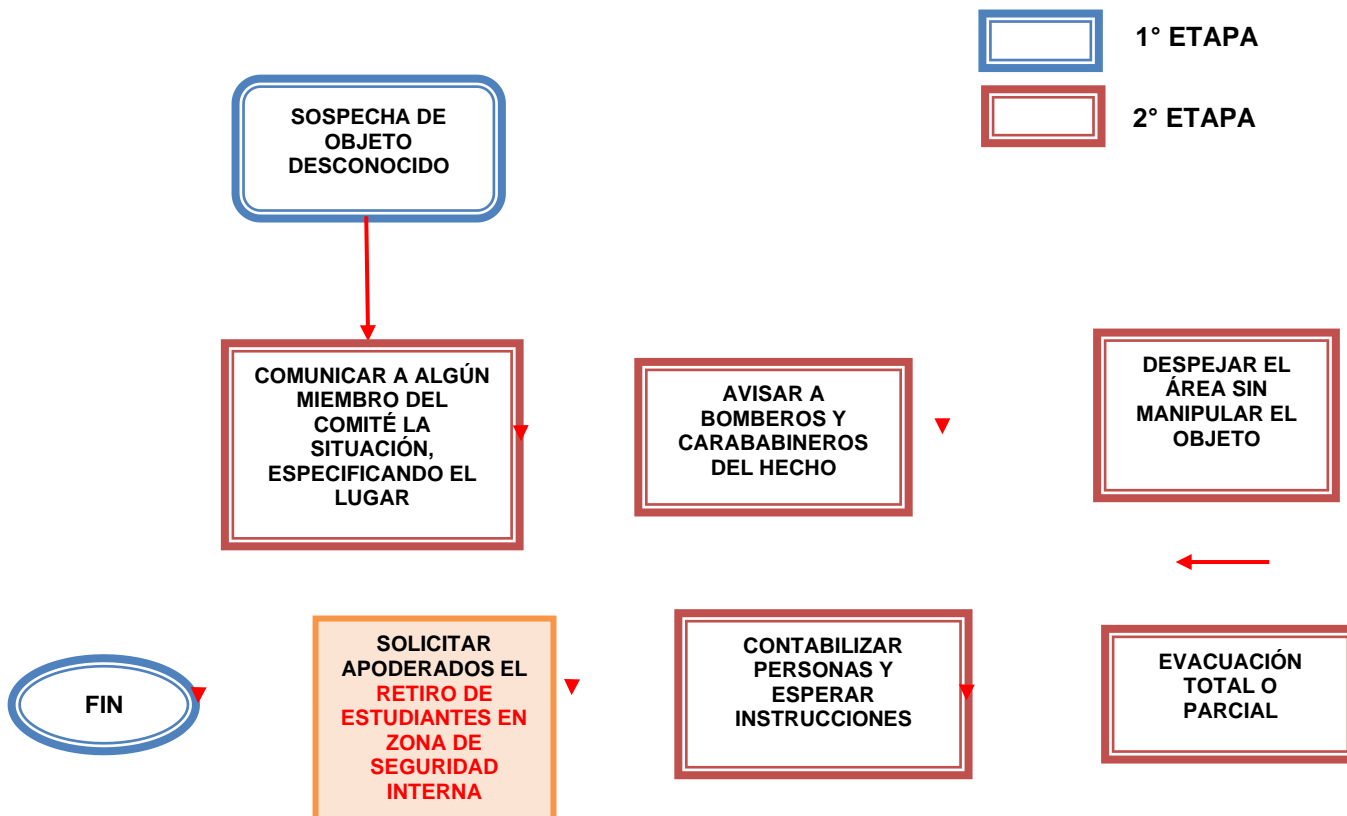 1° ETAPA
2° ETAPA
SOSPECHA DE
OBJETO
DESCONOCIDO
COMUNICAR A ALGÚN
MIEMBRO DEL
COMITÉ LA
SITUACIÓN,
ESPECIFICANDO EL
LUGAR
AVISAR A
BOMBEROS Y
CARABABINEROS
DEL HECHO
DESPEJAR EL
ÁREA SIN
MANIPULAR EL
OBJETO
EVACUACIÓN
TOTAL O
PARCIAL
CONTABILIZAR
PERSONAS Y
ESPERAR
INSTRUCCIONES
SOLICITAR
APODERADOS EL
RETIRO DE
ESTUDIANTES EN
ZONA DE
SEGURIDAD
INTERNA
FIN